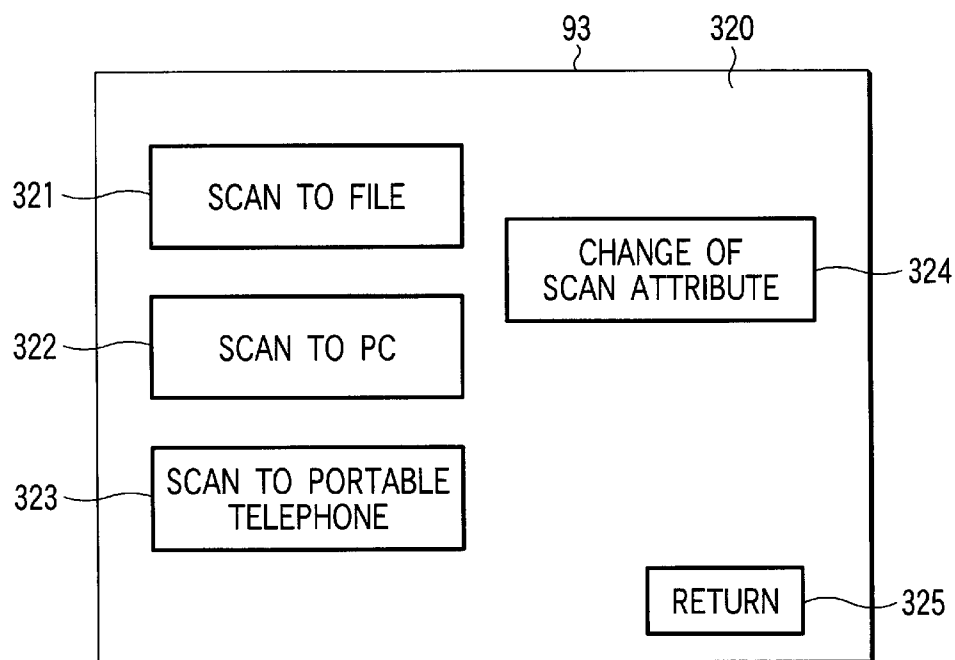 93
320
321
SCAN TO FILE
CHANGE OF
SCAN ATTRIBUTE
324
322
SCAN TO PC
323
SCAN TO PORTABLE
TELEPHONE
RETURN
325